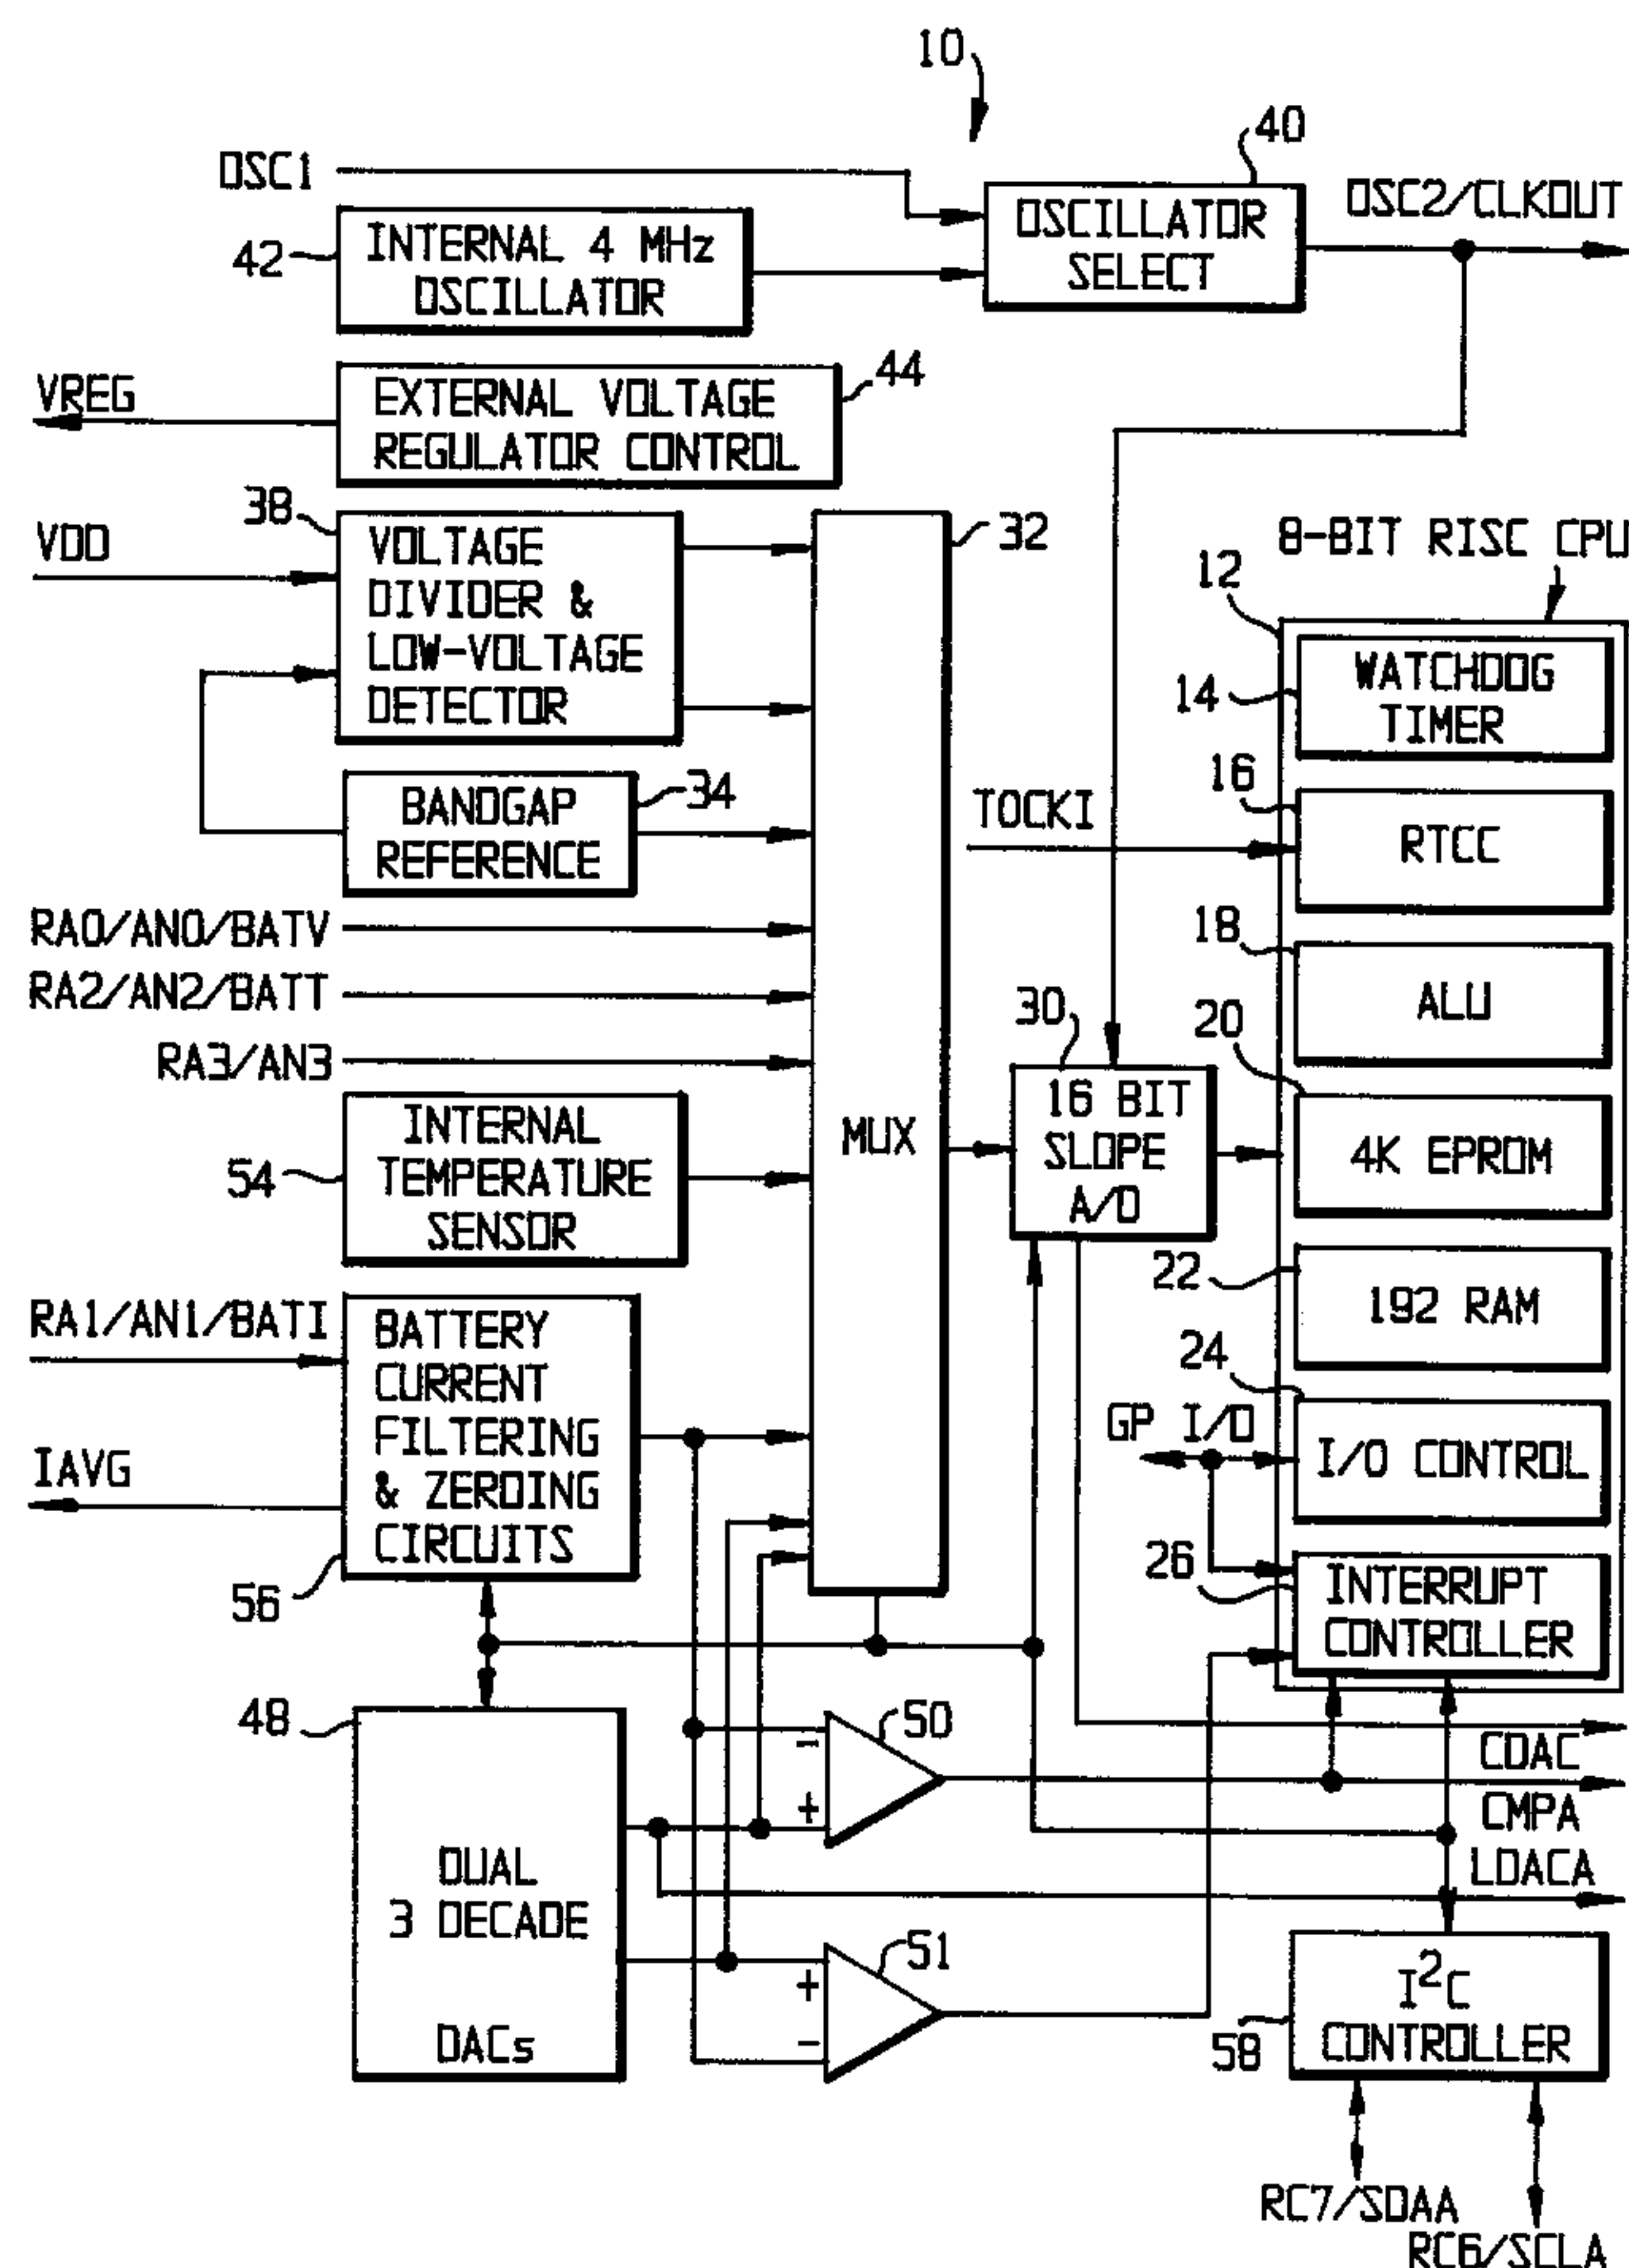 10
40
OSC1
OSCILLATOR
SELECT
OSC2/CLKOUT
42
INTERNAL 4 MHz
OSCILLATOR
VREG
EXTERNAL VOLTAGE
REGULATOR CONTROL
44
38
VDD
VOLTAGE
DIVIDER &
LOW-VOLTAGE
DETECTOR
32
8-BIT RISC CPU
12
14
WATCHDOG
TIMER
BANDGAP
REFERENCE
34
TOCKI
16
RTCC
RA0/AN0/BATV
RA2/AN2/BATT
RA3/AN3
18
ALU
30
16 BIT
SLOPE
A/D
20
4K EPROM
MUX
54
INTERNAL
TEMPERATURE
SENSOR
22
192 RAM
RA1/AN1/BATI
IAVG
BATTERY
CURRENT
FILTERING
& ZEROING
CIRCUITS
56
24
GP I/O
I/O CONTROL
26
INTERRUPT
CONTROLLER
48
DUAL
3 DECADE
DACs
50
-
+
51
+
-
CDAC
CMPA
LDACA
I²C
CONTROLLER
58
RC7/SDAA
RC6/SCLA